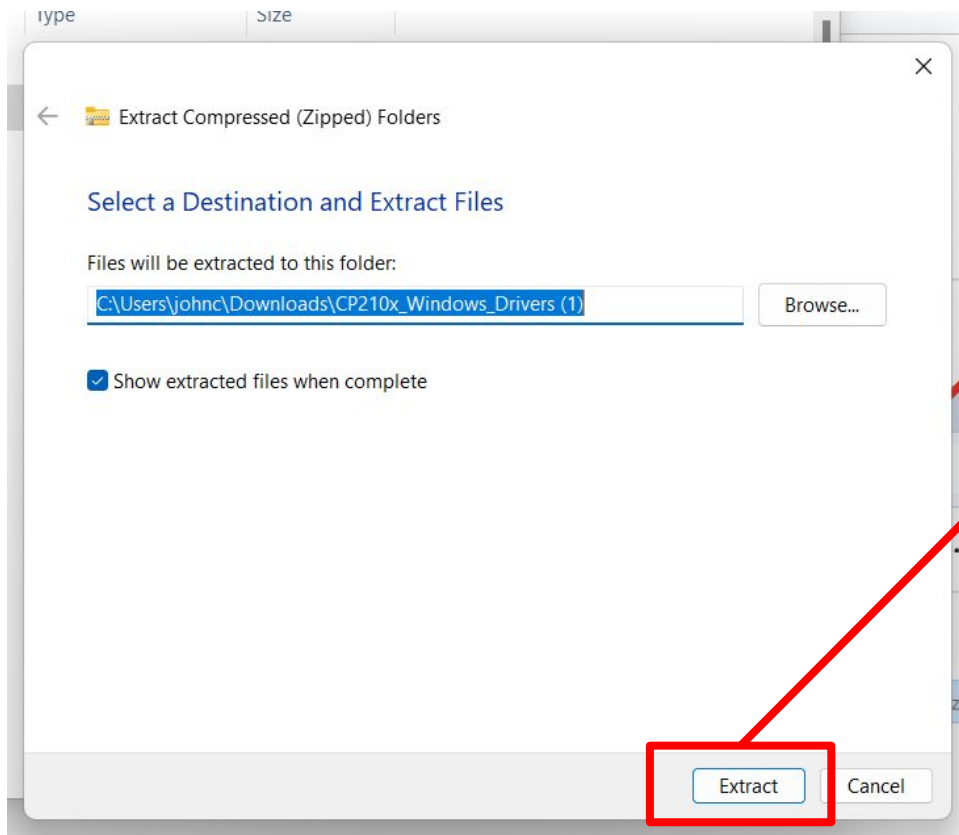 Type Size
Extract Compressed (Zipped) Folders
Select a Destination and Extract Files
Files will be extracted to this folder:
C:\Users\johnc\Downloads\CP210x_Windows_Drivers (1)
Browse...
Show extracted files when complete
Extract Cancel